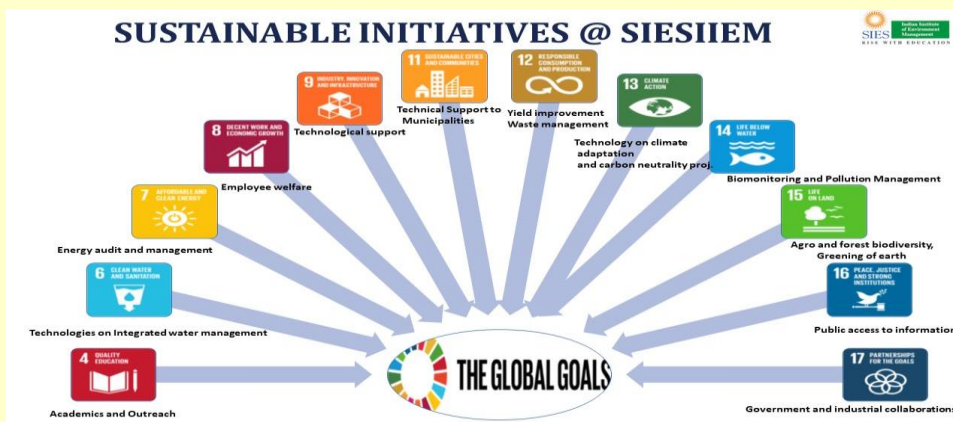 SUSTAINABLE INITIATIVES @ SIESIIEM
SIES
Indian Institute
of Environment
Management
RISE WITH EDUCATION
11 SUSTAINABLE CITIES
AND COMMUNITIES
Technical Support to
Municipalities
12 RESPONSIBLE
CONSUMPTION
AND PRODUCTION
Yield improvement
Waste management
9 INDUSTRY, INNOVATION
AND INFRASTRUCTURE
Technological support
13 CLIMATE
ACTION
Technology on climate
adaptation
and carbon neutrality proj.
8 DECENT WORK AND
ECONOMIC GROWTH
Employee welfare
14 LIFE BELOW
WATER
Biomonitoring and Pollution Management
7 AFFORDABLE AND
CLEAN ENERGY
Energy audit and management
15 LIFE
ON LAND
Agro and forest biodiversity,
Greening of earth
6 CLEAN WATER
AND SANITATION
Technologies on Integrated water management
16 PEACE, JUSTICE
AND STRONG
INSTITUTIONS
Public access to information
4 QUALITY
EDUCATION
Academics and Outreach
THE GLOBAL GOALS
17 PARTNERSHIPS
FOR THE GOALS
Government and industrial collaborations